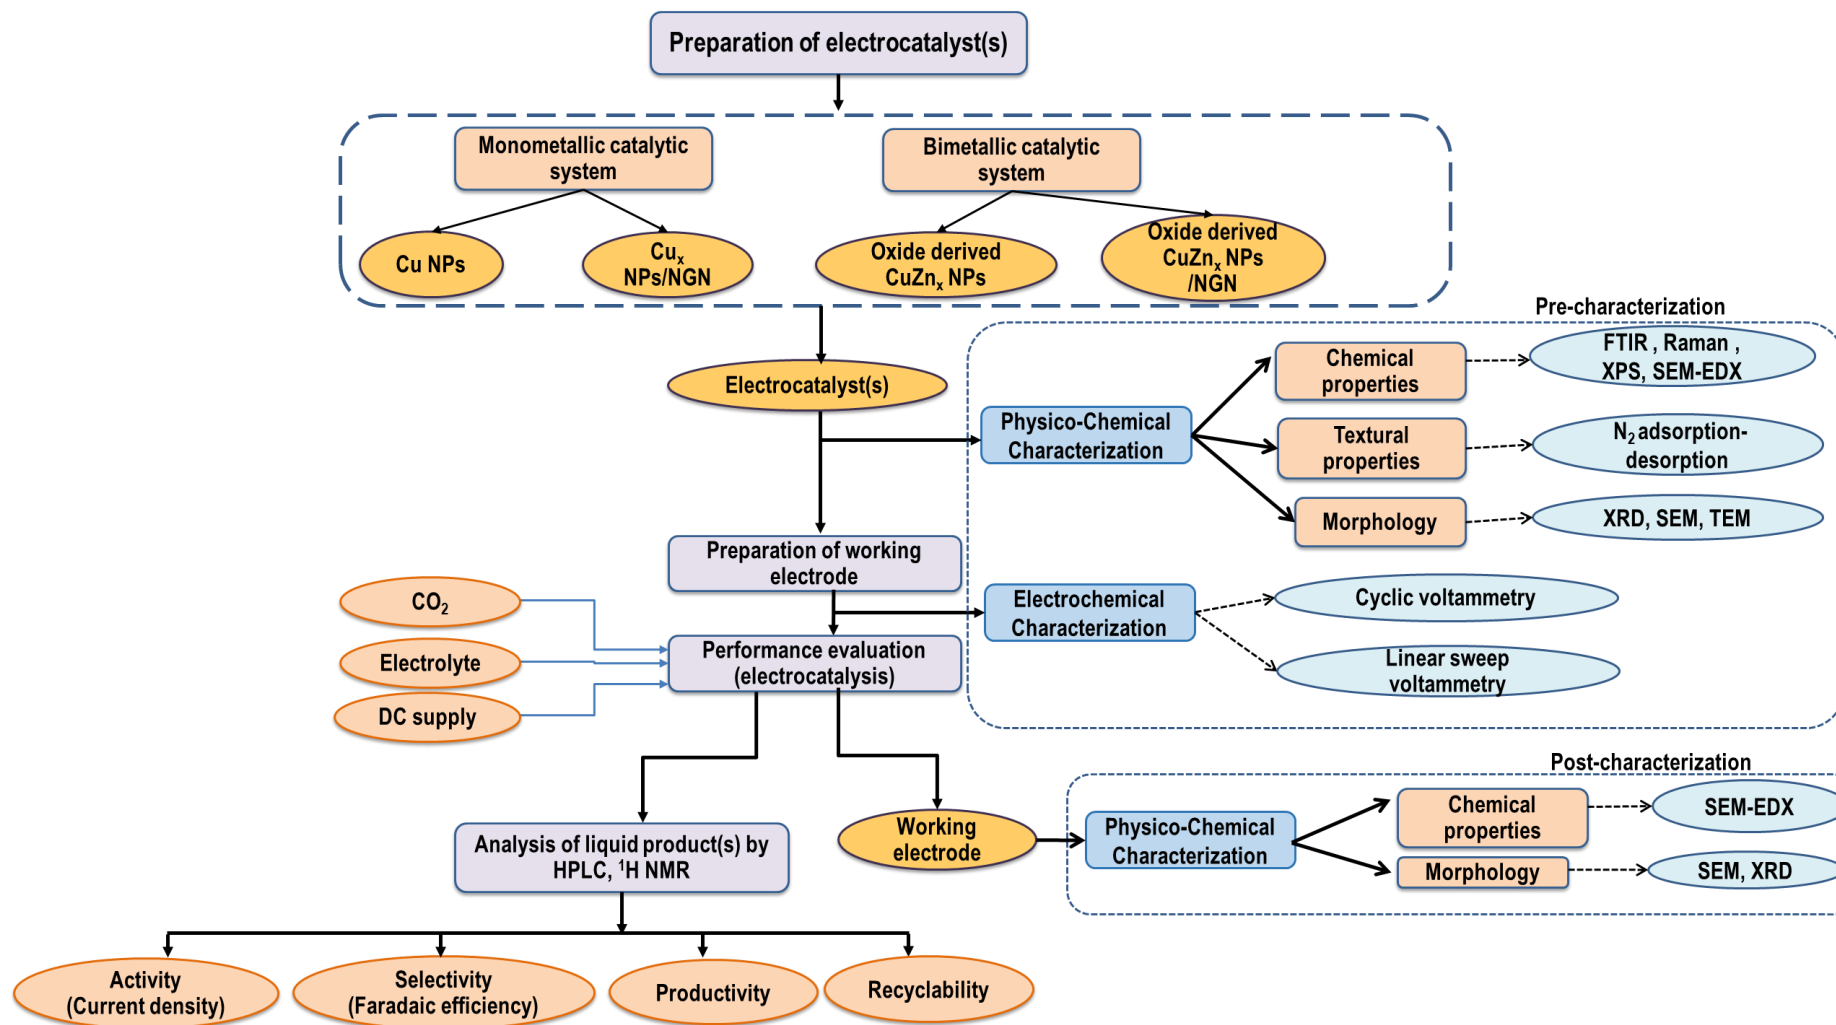 Preparation of electrocatalyst(s)
Monometallic catalytic
system
Bimetallic catalytic
system
Cu NPs
Cuₓ
NPs/NGN
Oxide derived
CuZnₓ NPs
Oxide derived
CuZnₓ NPs
/NGN
Pre-characterization
Electrocatalyst(s)
Physico-Chemical
Characterization
Chemical
properties
FTIR , Raman ,
XPS, SEM-EDX
Textural
properties
N₂ adsorption-
desorption
Morphology
XRD, SEM, TEM
Preparation of working
electrode
Electrochemical
Characterization
Cyclic voltammetry
Linear sweep
voltammetry
CO₂
Electrolyte
DC supply
Performance evaluation
(electrocatalysis)
Post-characterization
Working
electrode
Physico-Chemical
Characterization
Chemical
properties
SEM-EDX
Morphology
SEM, XRD
Analysis of liquid product(s) by
HPLC, ¹H NMR
Activity
(Current density)
Selectivity
(Faradaic efficiency)
Productivity
Recyclability